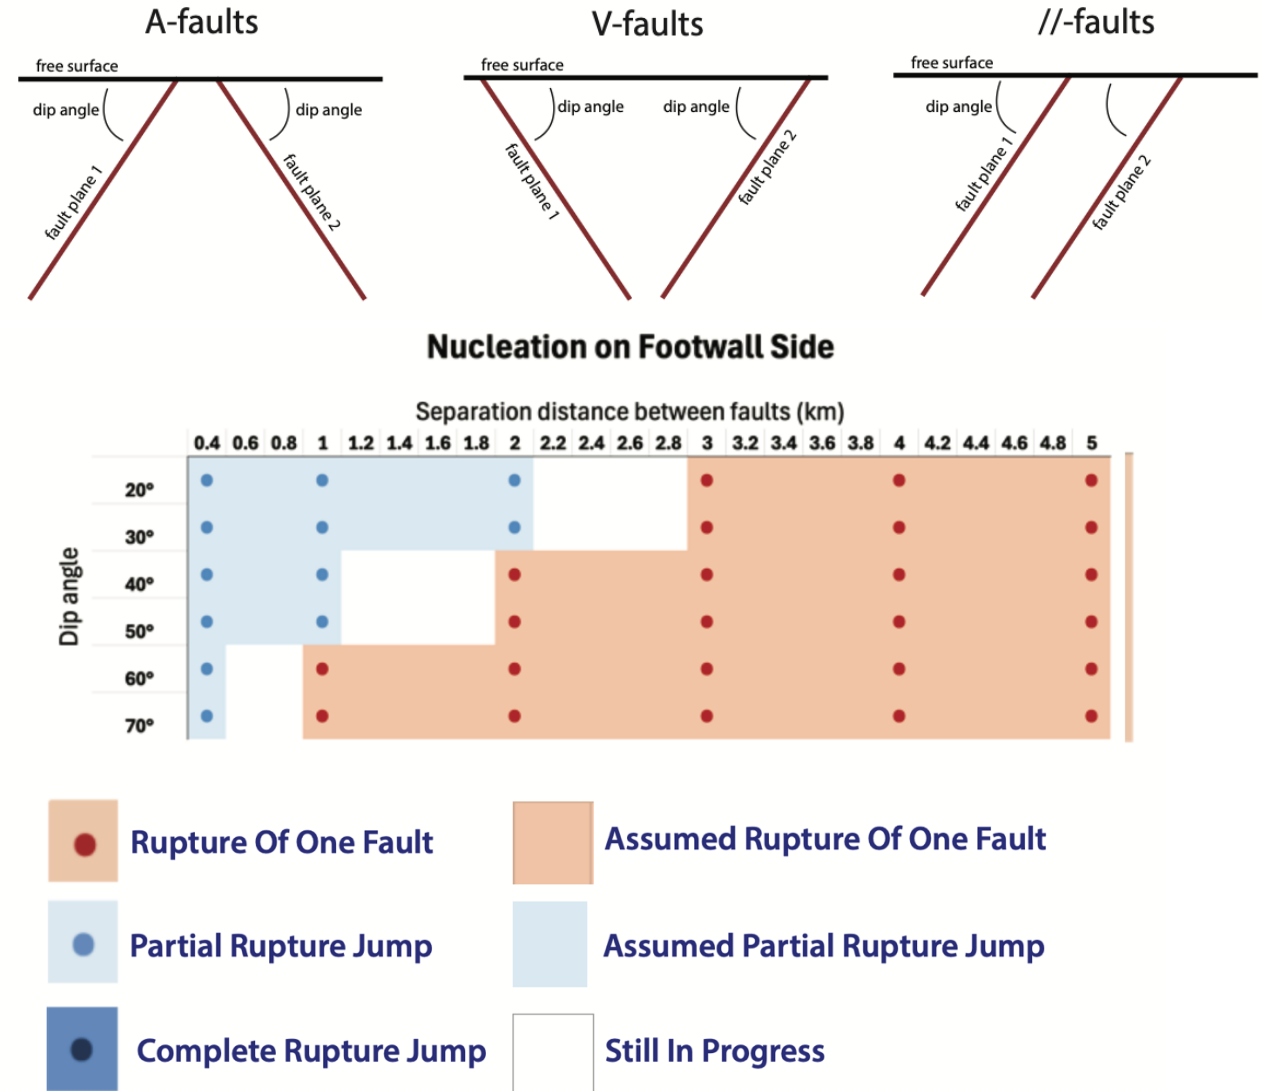 A-faults
V-faults
//-faults
free surface
free surface
free surface
dip angle
dip angle
dip angle
dip angle
dip angle
fault plane 1
fault plane 2
fault plane 1
fault plane 2
fault plane 1
fault plane 2
Nucleation on Footwall Side
Separation distance between faults (km)
0.4 0.6 0.8 1 1.2 1.4 1.6 1.8 2 2.2 2.4 2.6 2.8 3 3.2 3.4 3.6 3.8 4 4.2 4.4 4.6 4.8 5
Dip angle
20°
30°
40°
50°
60°
70°
Rupture Of One Fault
Assumed Rupture Of One Fault
Partial Rupture Jump
Assumed Partial Rupture Jump
Complete Rupture Jump
Still In Progress